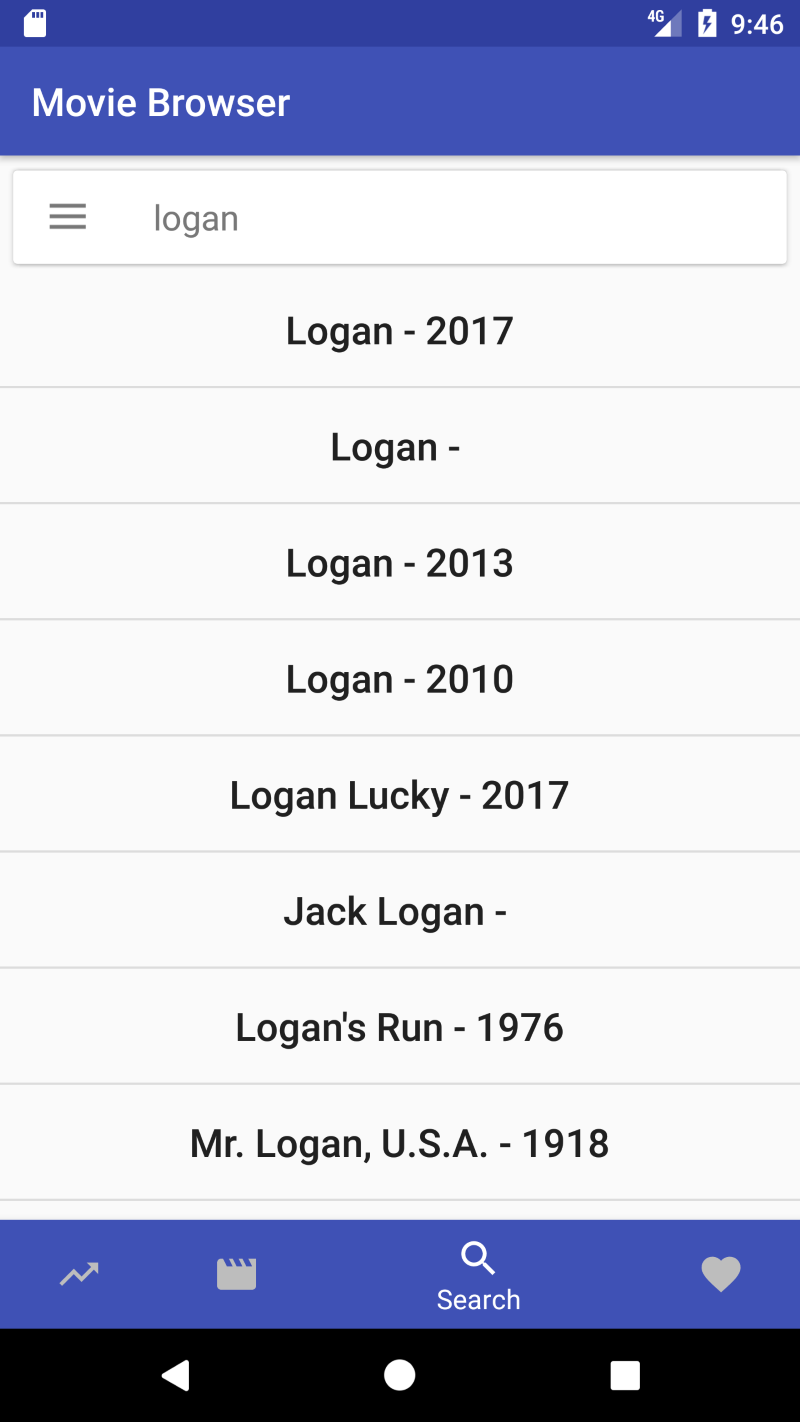 4G 9:46
Movie Browser
logan
Logan - 2017
Logan -
Logan - 2013
Logan - 2010
Logan Lucky - 2017
Jack Logan -
Logan's Run - 1976
Mr. Logan, U.S.A. - 1918
Search